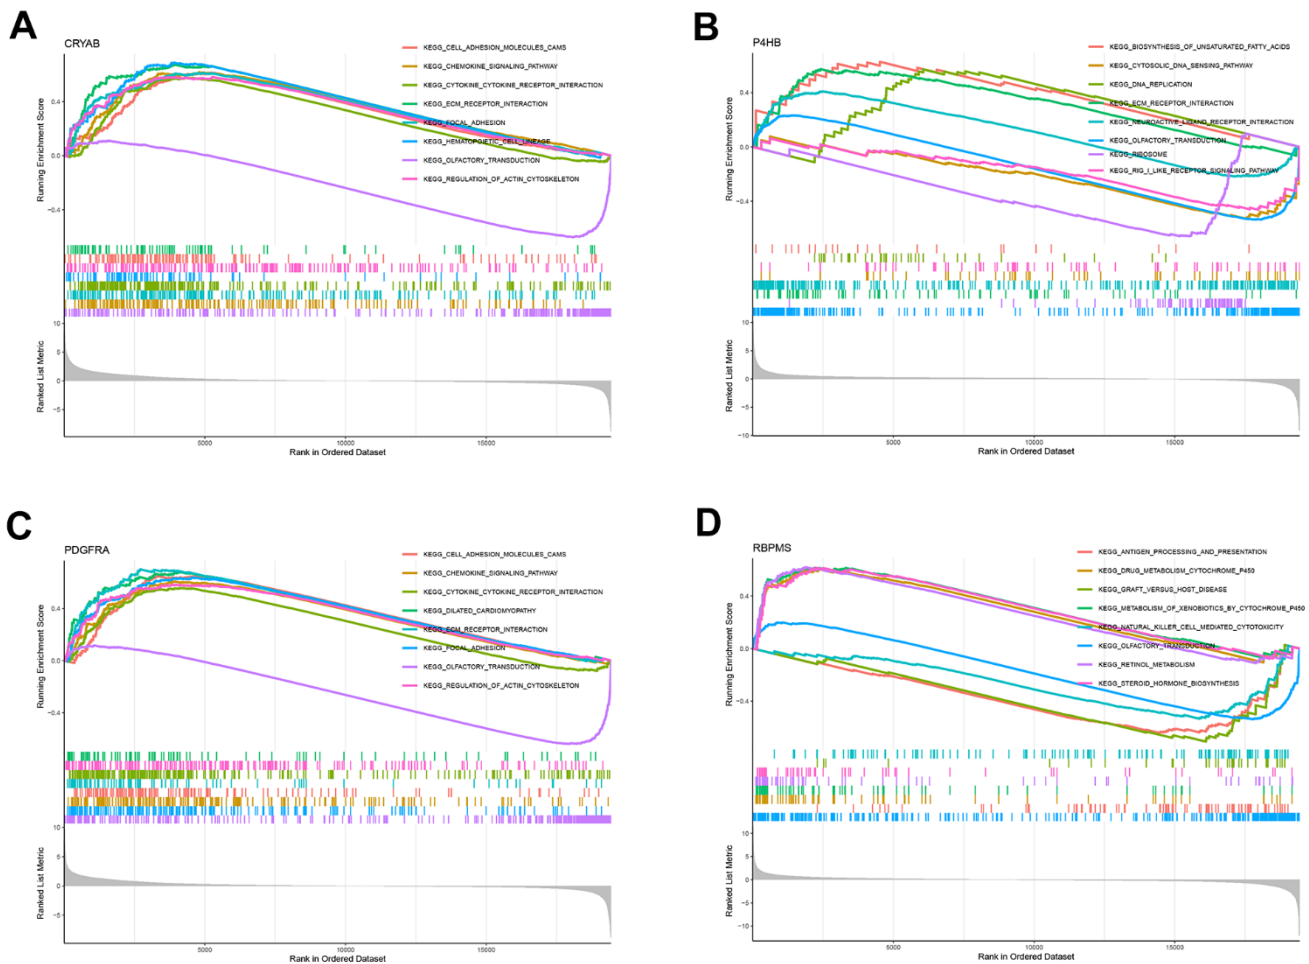 A
CRYAB
KEGG_CELL_ADHESION_MOLECULES_CAMS
KEGG_CHEMOKINE_SIGNALING_PATHWAY
KEGG_CYTOKINE_CYTOKINE_RECEPTOR_INTERACTION
KEGG_ECM_RECEPTOR_INTERACTION
KEGG_FOCAL_ADHESION
KEGG_HEMATOPOIETIC_CELL_LINEAGE
KEGG_OLFACTORY_TRANSDUCTION
KEGG_REGULATION_OF_ACTIN_CYTOSKELETON
Running Enrichment Score
0.4
0.0
−0.4
Ranked List Metric
10
5
0
−5
5000
10000
15000
Rank in Ordered Dataset
B
P4HB
KEGG_BIOSYNTHESIS_OF_UNSATURATED_FATTY_ACIDS
KEGG_CYTOSOLIC_DNA_SENSING_PATHWAY
KEGG_DNA_REPLICATION
KEGG_ECM_RECEPTOR_INTERACTION
KEGG_NEUROACTIVE_LIGAND_RECEPTOR_INTERACTION
KEGG_OLFACTORY_TRANSDUCTION
KEGG_RIBOSOME
KEGG_RIG_I_LIKE_RECEPTOR_SIGNALING_PATHWAY
Running Enrichment Score
0.4
0.0
−0.4
Ranked List Metric
10
5
0
−5
−10
5000
10000
15000
Rank in Ordered Dataset
C
PDGFRA
KEGG_CELL_ADHESION_MOLECULES_CAMS
KEGG_CHEMOKINE_SIGNALING_PATHWAY
KEGG_CYTOKINE_CYTOKINE_RECEPTOR_INTERACTION
KEGG_DILATED_CARDIOMYOPATHY
KEGG_ECM_RECEPTOR_INTERACTION
KEGG_FOCAL_ADHESION
KEGG_OLFACTORY_TRANSDUCTION
KEGG_REGULATION_OF_ACTIN_CYTOSKELETON
Running Enrichment Score
0.4
0.0
−0.4
Ranked List Metric
10
5
0
−5
5000
10000
15000
Rank in Ordered Dataset
D
RBPMS
KEGG_ANTIGEN_PROCESSING_AND_PRESENTATION
KEGG_DRUG_METABOLISM_CYTOCHROME_P450
KEGG_GRAFT_VERSUS_HOST_DISEASE
KEGG_METABOLISM_OF_XENOBIOTICS_BY_CYTOCHROME_P450
KEGG_NATURAL_KILLER_CELL_MEDIATED_CYTOTOXICITY
KEGG_OLFACTORY_TRANSDUCTION
KEGG_RETINOL_METABOLISM
KEGG_STEROID_HORMONE_BIOSYNTHESIS
Running Enrichment Score
0.4
0.0
−0.4
Ranked List Metric
10
5
0
−5
−10
5000
10000
15000
Rank in Ordered Dataset